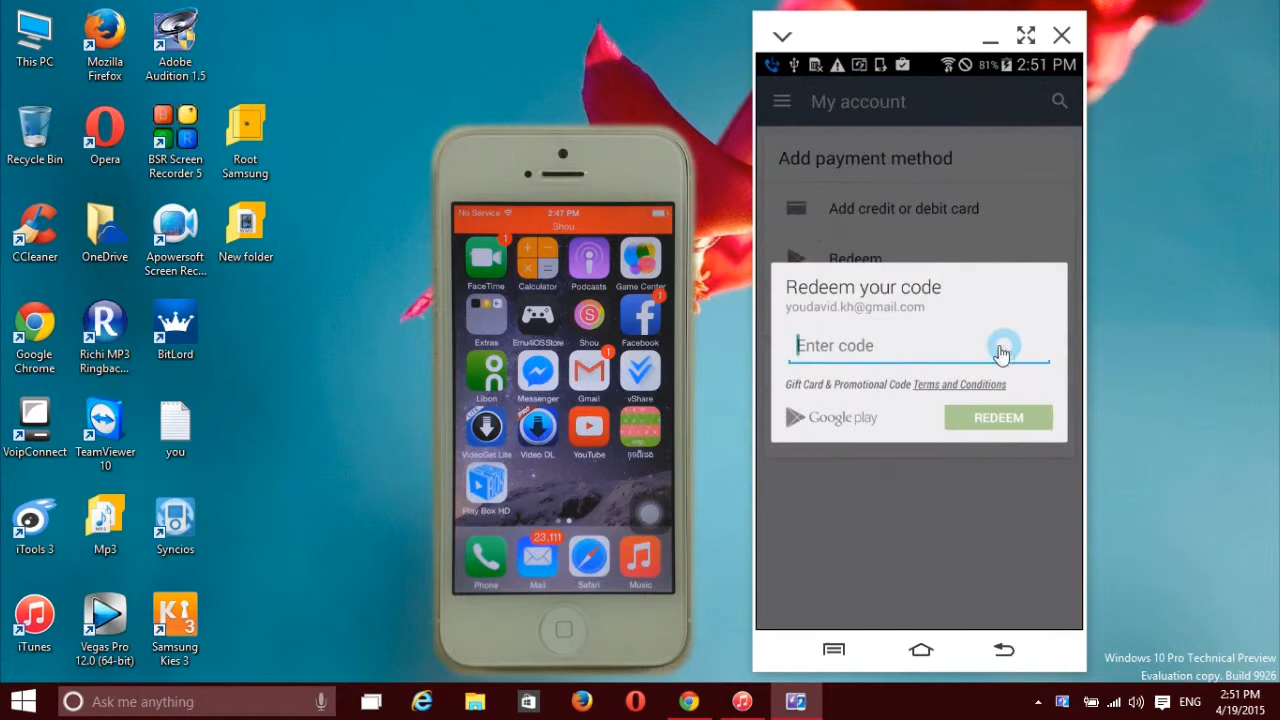 This PC
Mozilla
Firefox
Adobe
Audition 1.5
Recycle Bin
Opera
BSR Screen
Recorder 5
Root
Samsung
CCleaner
OneDrive
Apowersoft
Screen Rec...
New folder
Google
Chrome
Richi MP3
Ringbac...
BitLord
VoipConnect
TeamViewer
10
you
iTools 3
Mp3
Syncios
iTunes
Vegas Pro
12.0 (64-bit)
Samsung
Kies 3
No Service
2:47 PM
Shou
1
FaceTime
Calculator
Podcasts
Game Center
Extras
Emu4iOSStore
Shou
1
Facebook
Libon
Messenger
1
Gmail
vShare
VideoGet Lite
PRO
Video DL
YouTube
Play Box HD
23,111
Phone
Mail
Safari
Music
81%
2:51 PM
My account
Add payment method
Add credit or debit card
Redeem
Redeem your code
youdavid.kh@gmail.com
Enter code
Gift Card & Promotional Code Terms and Conditions
Google play
REDEEM
Windows 10 Pro Technical Preview
Evaluation copy. Build 9926
Ask me anything
ENG
2:51 PM
4/19/2015